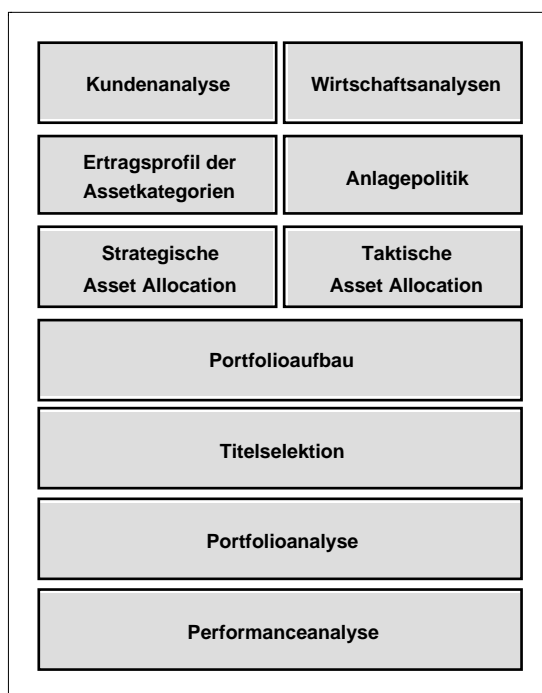 Kundenanalyse
Wirtschaftsanalysen
Ertragsprofil der
Assetkategorien
Anlagepolitik
Strategische
Asset Allocation
Taktische
Asset Allocation
Portfolioaufbau
Titelselektion
Portfolioanalyse
Performanceanalyse